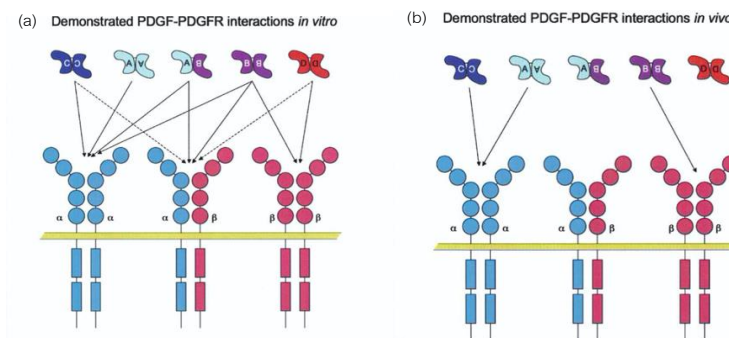 (a) Demonstrated PDGF-PDGFR interactions in vitro
C C A A A B B B D D
α α α β β β
(b) Demonstrated PDGF-PDGFR interactions in vivo
C C A A A B B B D D
α α α β β β